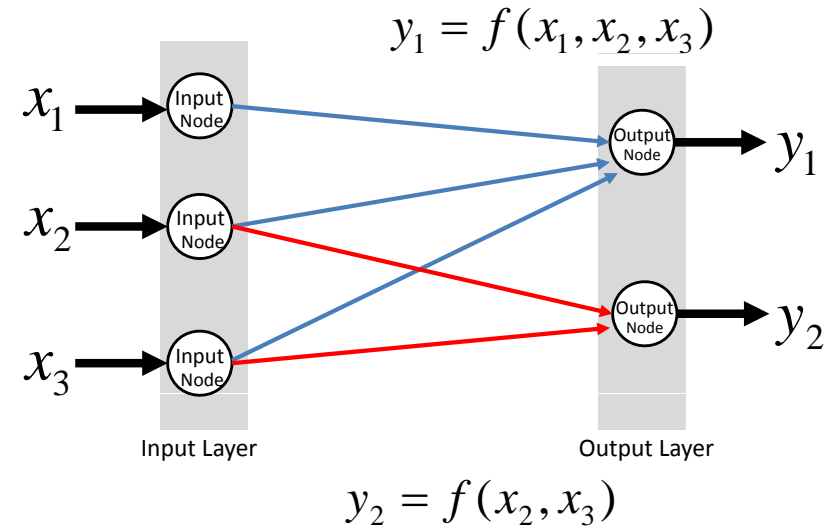 y₁ = f(x₁, x₂, x₃)
x₁
Input
Node
Output
Node
y₁
x₂
Input
Node
x₃
Input
Node
Output
Node
y₂
Input Layer
Output Layer
y₂ = f(x₂, x₃)